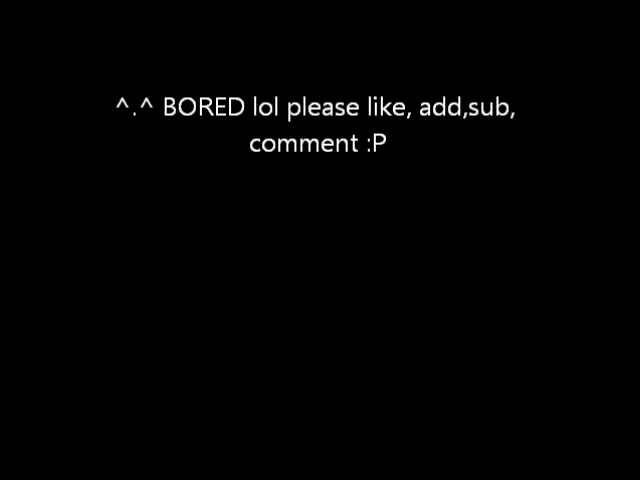 ^.^ BORED lol please like, add,sub,
comment :P